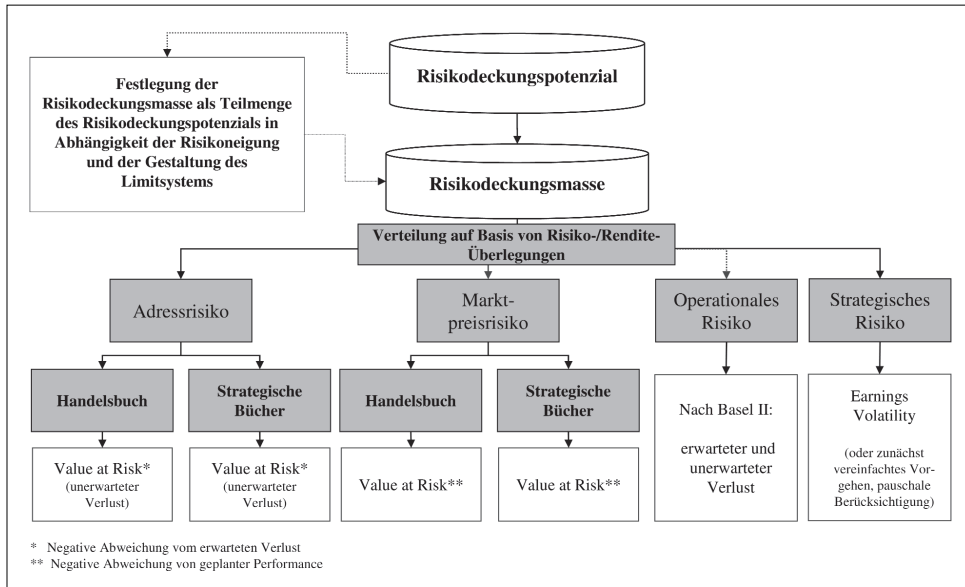 Risikodeckungspotenzial
Festlegung der
Risikodeckungsmasse als Teilmenge
des Risikodeckungspotenzials in
Abhängigkeit der Risikoneigung
und der Gestaltung des
Limitsystems
Risikodeckungsmasse
Verteilung auf Basis von Risiko-/Rendite-
Überlegungen
Adressrisiko
Markt-
preisrisiko
Operationales
Risiko
Strategisches
Risiko
Handelsbuch
Strategische
Bücher
Handelsbuch
Strategische
Bücher
Value at Risk*
(unerwarteter
Verlust)
Value at Risk*
(unerwarteter
Verlust)
Value at Risk**
Value at Risk**
Nach Basel II:
erwarteter und
unerwarteter
Verlust
Earnings
Volatility
(oder zunächst
vereinfachtes Vor-
gehen, pauschale
Berücksichtigung)
* Negative Abweichung vom erwarteten Verlust
** Negative Abweichung von geplanter Performance